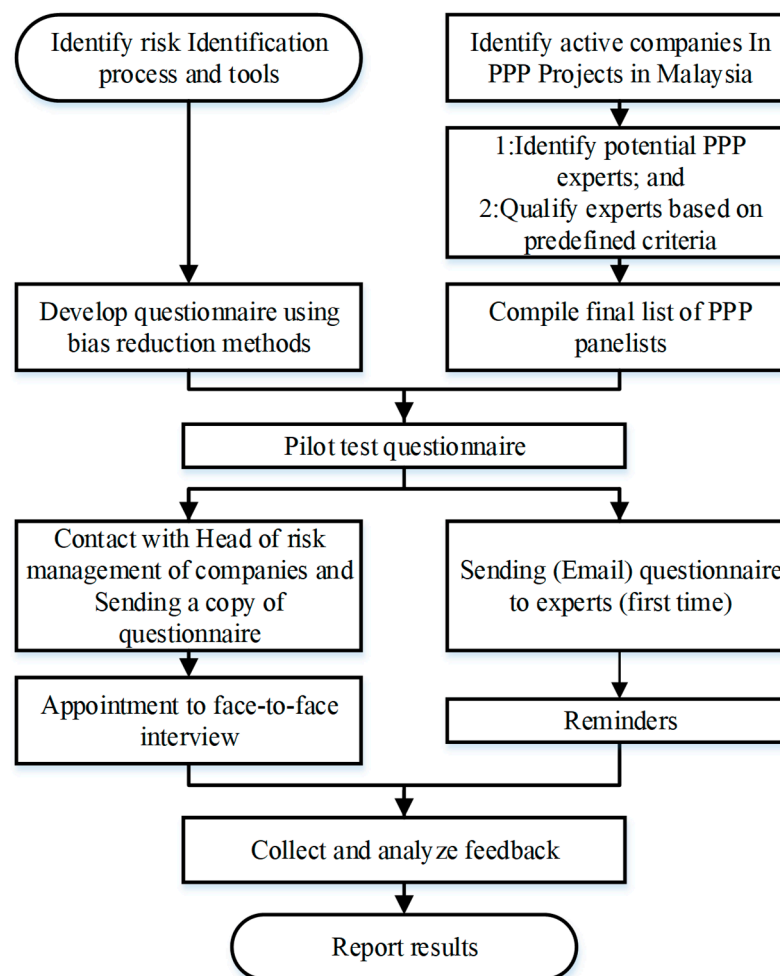 Identify risk Identification
process and tools
Identify active companies In
PPP Projects in Malaysia
1:Identify potential PPP
experts; and
2:Qualify experts based on
predefined criteria
Develop questionnaire using
bias reduction methods
Compile final list of PPP
panelists
Pilot test questionnaire
Contact with Head of risk
management of companies and
Sending a copy of
questionnaire
Sending (Email) questionnaire
to experts (first time)
Appointment to face-to-face
interview
Reminders
Collect and analyze feedback
Report results